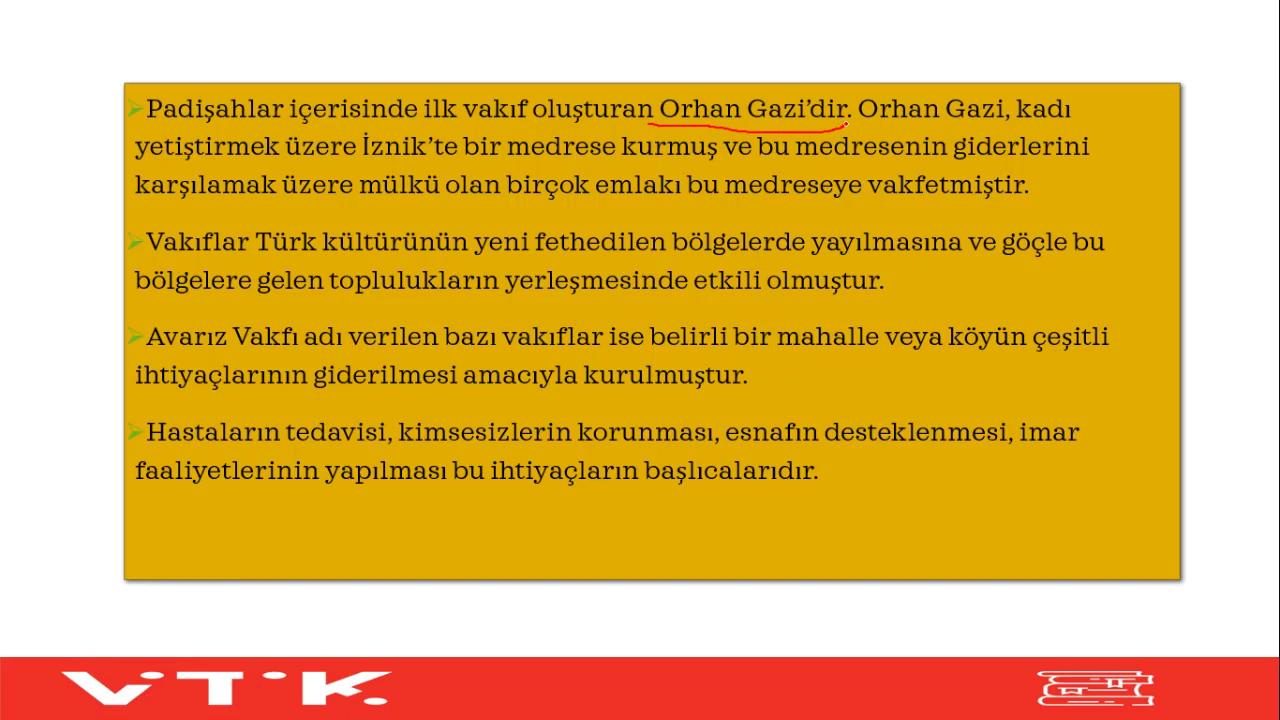 Padişahlar içerisinde ilk vakıf oluşturan Orhan Gazi’dir. Orhan Gazi, kadı
yetiştirmek üzere İznik’te bir medrese kurmuş ve bu medresenin giderlerini
karşılamak üzere mülkü olan birçok emlakı bu medreseye vakfetmiştir.
Vakıflar Türk kültürünün yeni fethedilen bölgelerde yayılmasına ve göçle bu
bölgelere gelen toplulukların yerleşmesinde etkili olmuştur.
Avarız Vakfı adı verilen bazı vakıflar ise belirli bir mahalle veya köyün çeşitli
ihtiyaçlarının giderilmesi amacıyla kurulmuştur.
Hastaların tedavisi, kimsesizlerin korunması, esnafın desteklenmesi, imar
faaliyetlerinin yapılması bu ihtiyaçların başlıcalarıdır.
VTK